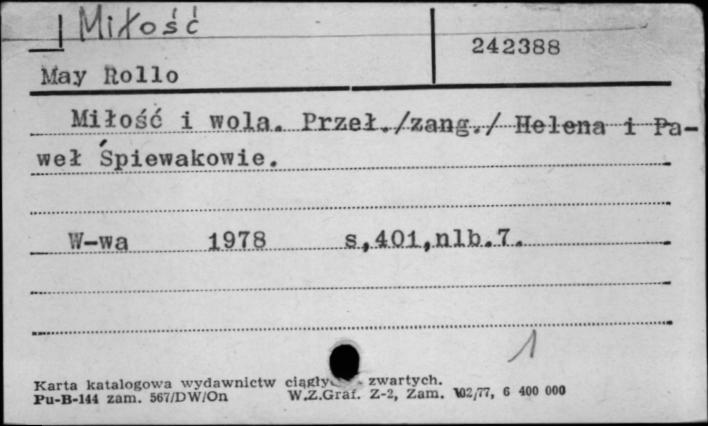 Miłość
242388
May Rollo
Miłość i wola. Przeł./zang./ Helena i Pa-
weł Śpiewakowie.
W-wa 1978 s,401,nlb.7.
1
Karta katalogowa wydawnictw zwartych.
Pu-B-144 zam. 567/DW/On W.Z.Graf. Z-2, Zam. 102/77, 6 400 000